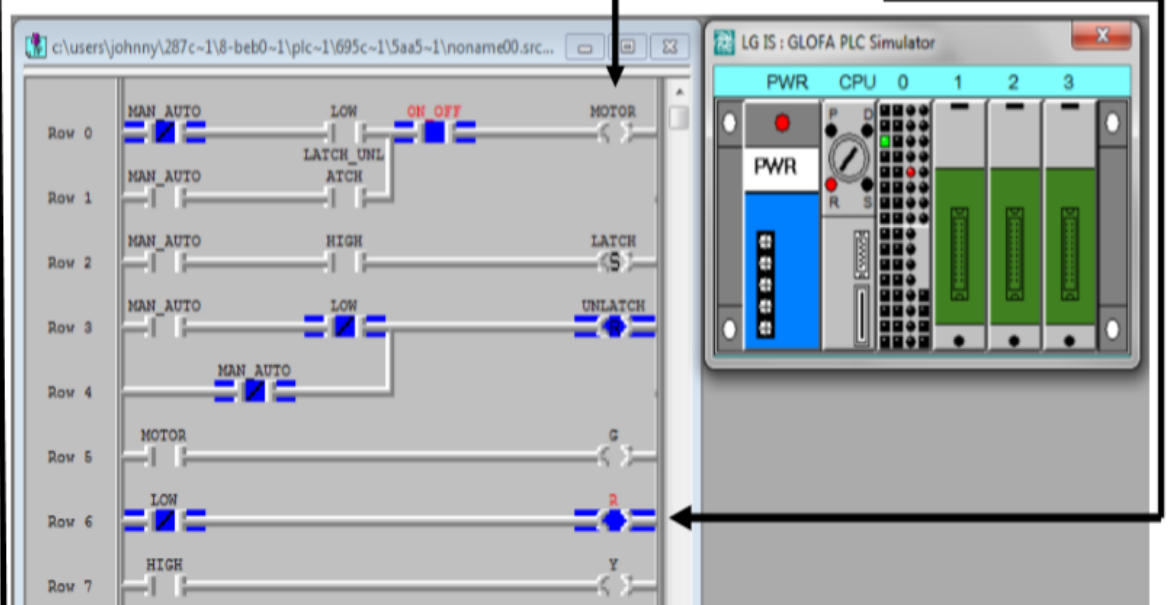 c:\users\johnny\287c~1\8-beb0~1\plc~1\695c~1\5aa5~1\noname00.src...
MAN_AUTO LOW ON_OFF MOTOR
Row 0
LATCH_UNL
MAN_AUTO ATCH
Row 1
MAN_AUTO HIGH LATCH
Row 2 S
MAN_AUTO LOW UNLATCH
Row 3 R
MAN_AUTO
Row 4
MOTOR G
Row 5
LOW R
Row 6
HIGH Y
Row 7
LG IS : GLOFA PLC Simulator
PWR CPU 0 1 2 3
P D
PWR
R S